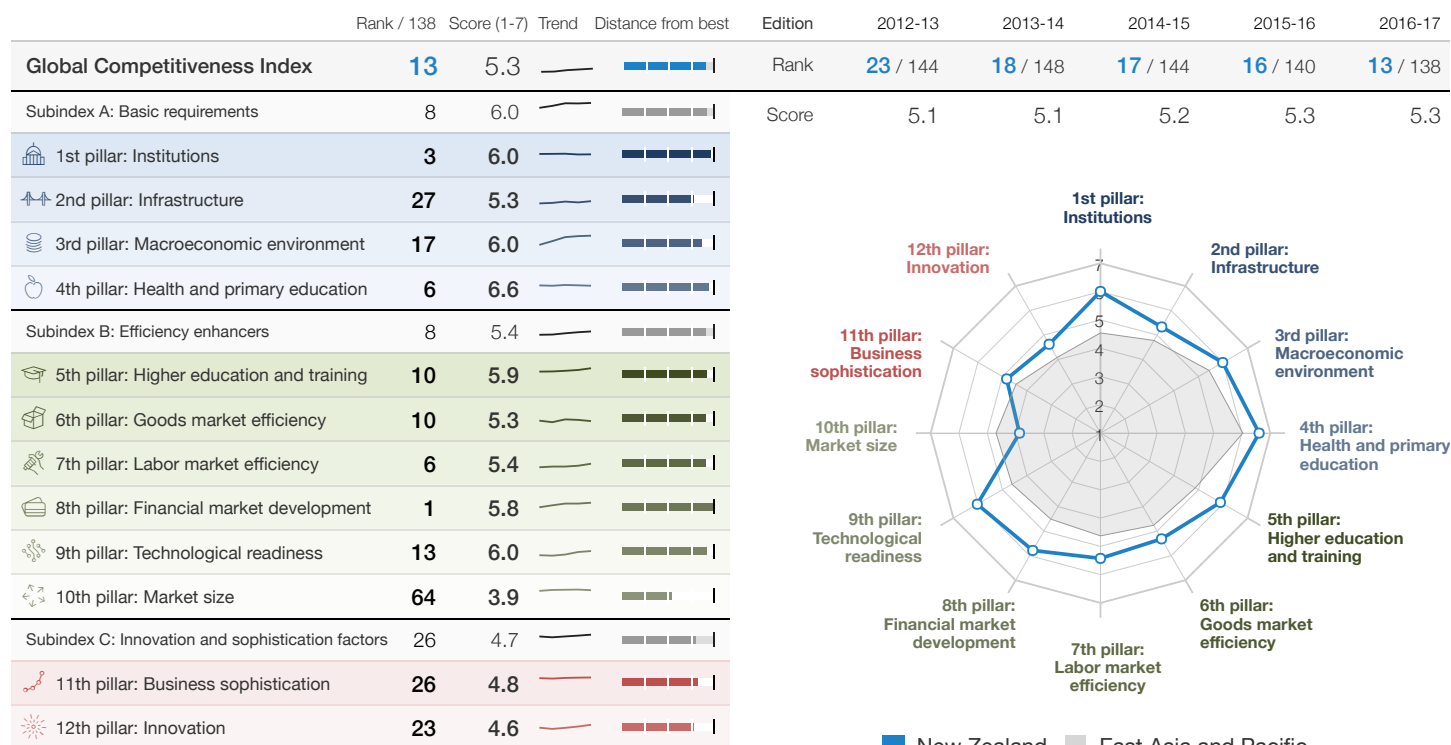 Rank / 138 Score (1-7) Trend Distance from best
Global Competitiveness Index 13 5.3
Subindex A: Basic requirements 8 6.0
1st pillar: Institutions 3 6.0
2nd pillar: Infrastructure 27 5.3
3rd pillar: Macroeconomic environment 17 6.0
4th pillar: Health and primary education 6 6.6
Subindex B: Efficiency enhancers 8 5.4
5th pillar: Higher education and training 10 5.9
6th pillar: Goods market efficiency 10 5.3
7th pillar: Labor market efficiency 6 5.4
8th pillar: Financial market development 1 5.8
9th pillar: Technological readiness 13 6.0
10th pillar: Market size 64 3.9
Subindex C: Innovation and sophistication factors 26 4.7
11th pillar: Business sophistication 26 4.8
12th pillar: Innovation 23 4.6
Edition 2012-13 2013-14 2014-15 2015-16 2016-17
Rank 23 / 144 18 / 148 17 / 144 16 / 140 13 / 138
Score 5.1 5.1 5.2 5.3 5.3
1st pillar:
Institutions
2nd pillar:
Infrastructure
3rd pillar:
Macroeconomic
environment
4th pillar:
Health and primary
education
5th pillar:
Higher education
and training
6th pillar:
Goods market
efficiency
7th pillar:
Labor market
efficiency
8th pillar:
Financial market
development
9th pillar:
Technological
readiness
10th pillar:
Market size
11th pillar:
Business
sophistication
12th pillar:
Innovation
7
6
5
4
3
2
1
New Zealand East Asia and Pacific